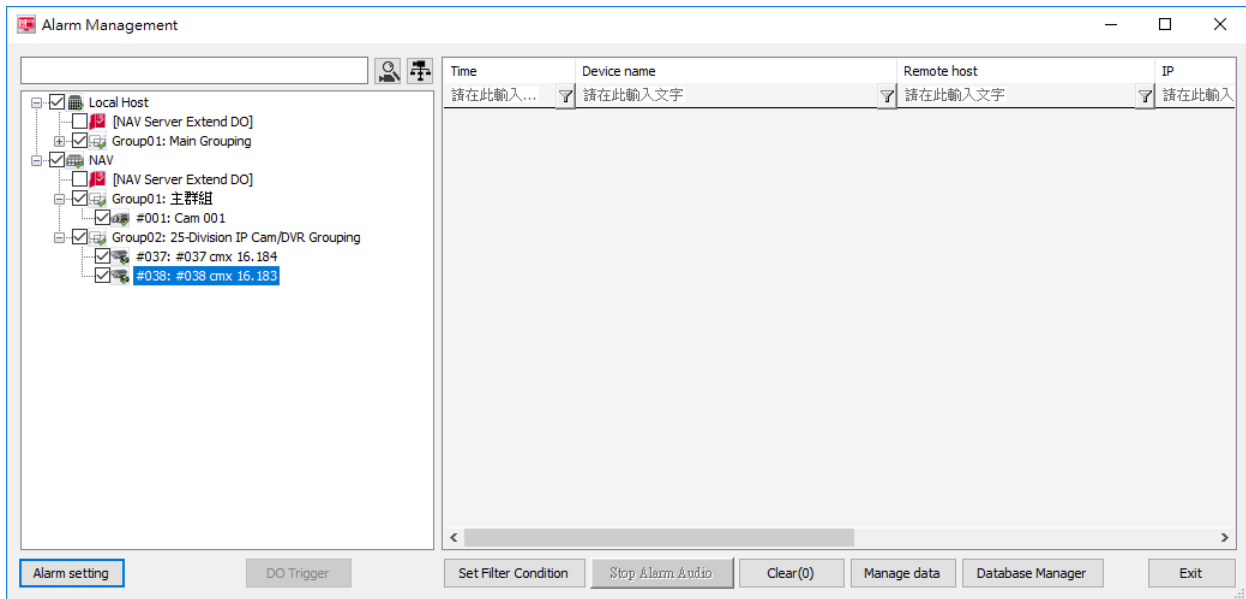 Alarm Management
Time Device name Remote host IP
請在此輸入... 請在此輸入文字 請在此輸入文字 請在此輸入
Local Host
[NAV Server Extend DO]
Group01: Main Grouping
NAV
[NAV Server Extend DO]
Group01: 主群組
#001: Cam 001
Group02: 25-Division IP Cam/DVR Grouping
#037: #037 cmx 16.184
#038: #038 cmx 16.183
Alarm setting DO Trigger Set Filter Condition Stop Alarm Audio Clear(0) Manage data Database Manager Exit